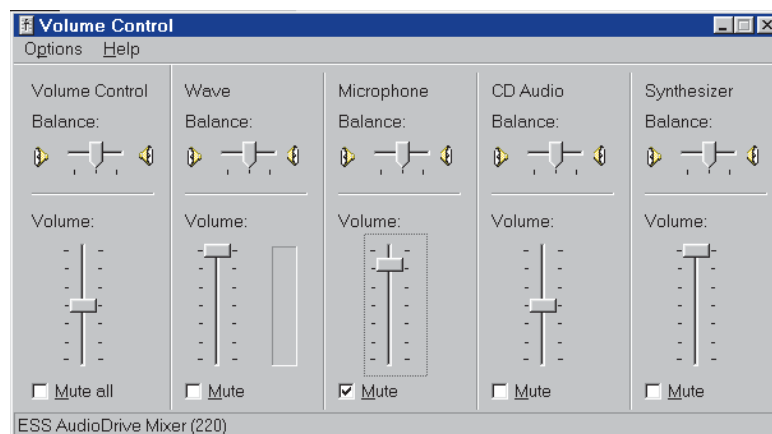 Volume Control
Options Help
Volume Control Wave Microphone CD Audio Synthesizer
Balance: Balance: Balance: Balance: Balance:
Volume: Volume: Volume: Volume: Volume:
Mute all Mute Mute Mute Mute
ESS AudioDrive Mixer (220)